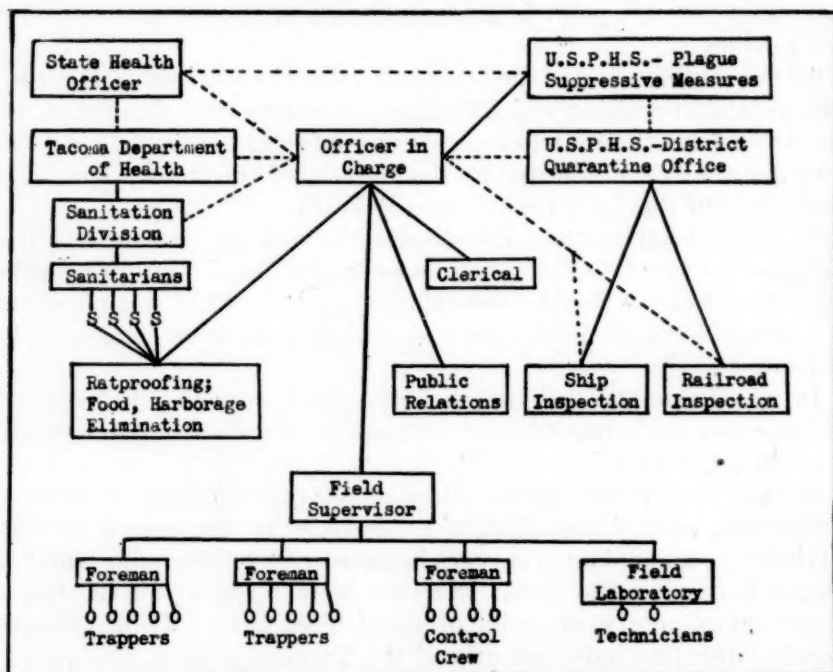 State Health
Officer
U.S.P.H.S.- Plague
Suppressive Measures
Tacoma Department
of Health
Officer in
Charge
U.S.P.H.S.-District
Quarantine Office
Sanitation
Division
Sanitarians
Clerical
S S S S
Ratproofing;
Food, Harborage
Elimination
Public
Relations
Ship
Inspection
Railroad
Inspection
Field
Supervisor
Foreman
Foreman
Foreman
Field
Laboratory
O O O O O
Trappers
O O O O O
Trappers
O O O O
Control
Crew
O O
Technicians